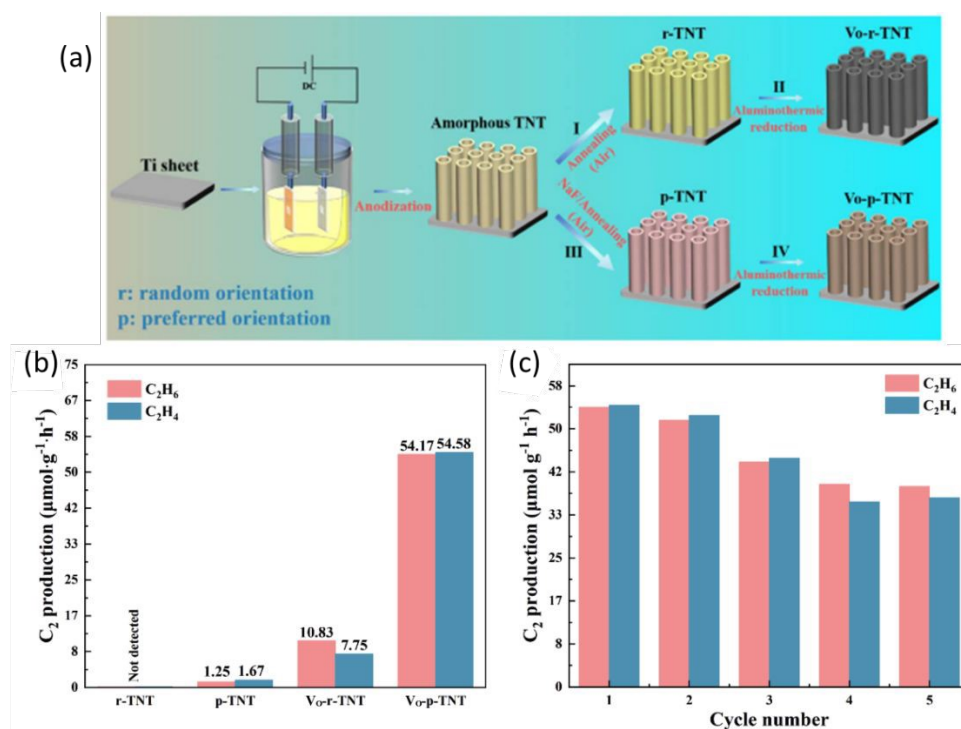 (a)
DC
Ti sheet
Anodization
Amorphous TNT
I
Annealing
(Air)
NaF/Annealing
(Air)
III
r-TNT
II
Aluminothermic
reduction
Vo-r-TNT
p-TNT
IV
Aluminothermic
reduction
Vo-p-TNT
r: random orientation
p: preferred orientation
(b)
C₂ production (μmol·g⁻¹·h⁻¹)
75
67
58
50
42
33
25
17
8
0
C₂H₆
C₂H₄
Not detected
1.25
1.67
10.83
7.75
54.17
54.58
r-TNT
p-TNT
Vo-r-TNT
Vo-p-TNT
(c)
C₂ production (μmol g⁻¹ h⁻¹)
58
50
42
33
25
17
8
0
C₂H₆
C₂H₄
1
2
3
4
5
Cycle number